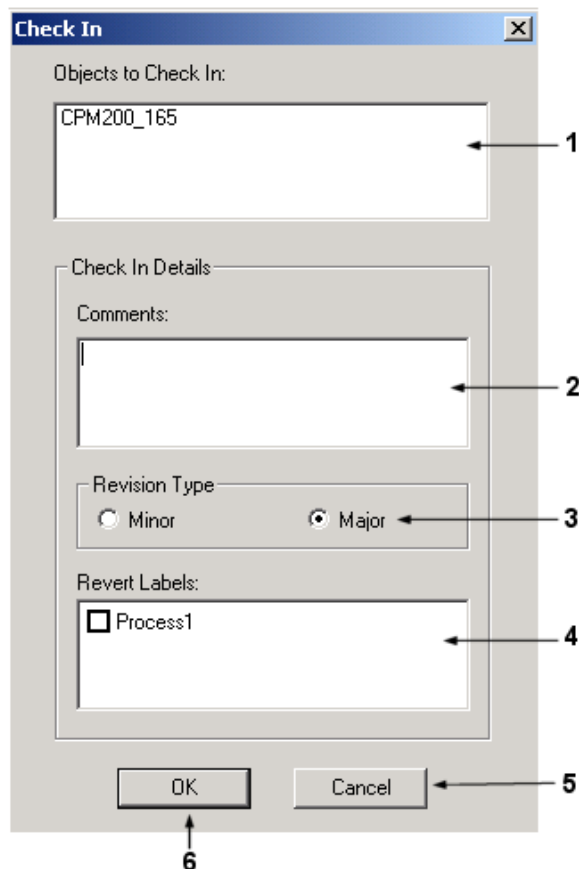 Check In
Objects to Check In:
CPM200_165
1
Check In Details
Comments:
2
Revision Type
Minor
Major
3
Revert Labels:
Process1
4
OK
Cancel
5
6